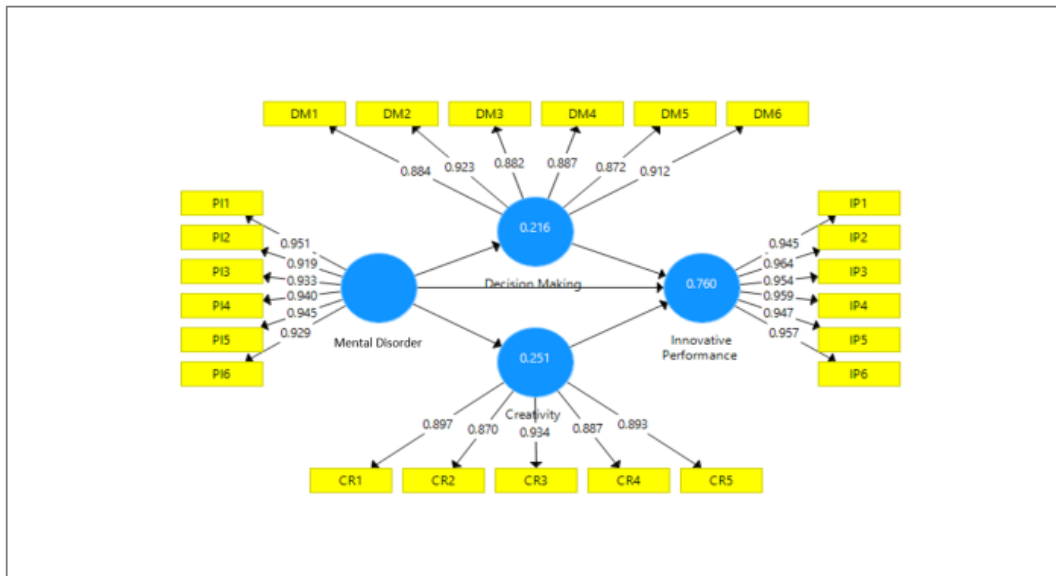 DM1 DM2 DM3 DM4 DM5 DM6
0.884 0.923 0.882 0.887 0.872 0.912
PI1
PI2
PI3
PI4
PI5
PI6
0.951
0.919
0.933
0.940
0.945
0.929
Mental Disorder
0.216
Decision Making
0.251
Creativity
0.760
Innovative
Performance
0.945
0.964
0.954
0.959
0.947
0.957
IP1
IP2
IP3
IP4
IP5
IP6
0.897 0.870 0.934 0.887 0.893
CR1 CR2 CR3 CR4 CR5